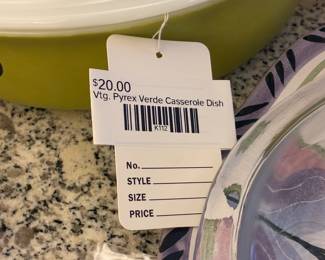 $20.00
Vtg. Pyrex Verde Casserole Dish
K112
No.
STYLE
SIZE
PRICE